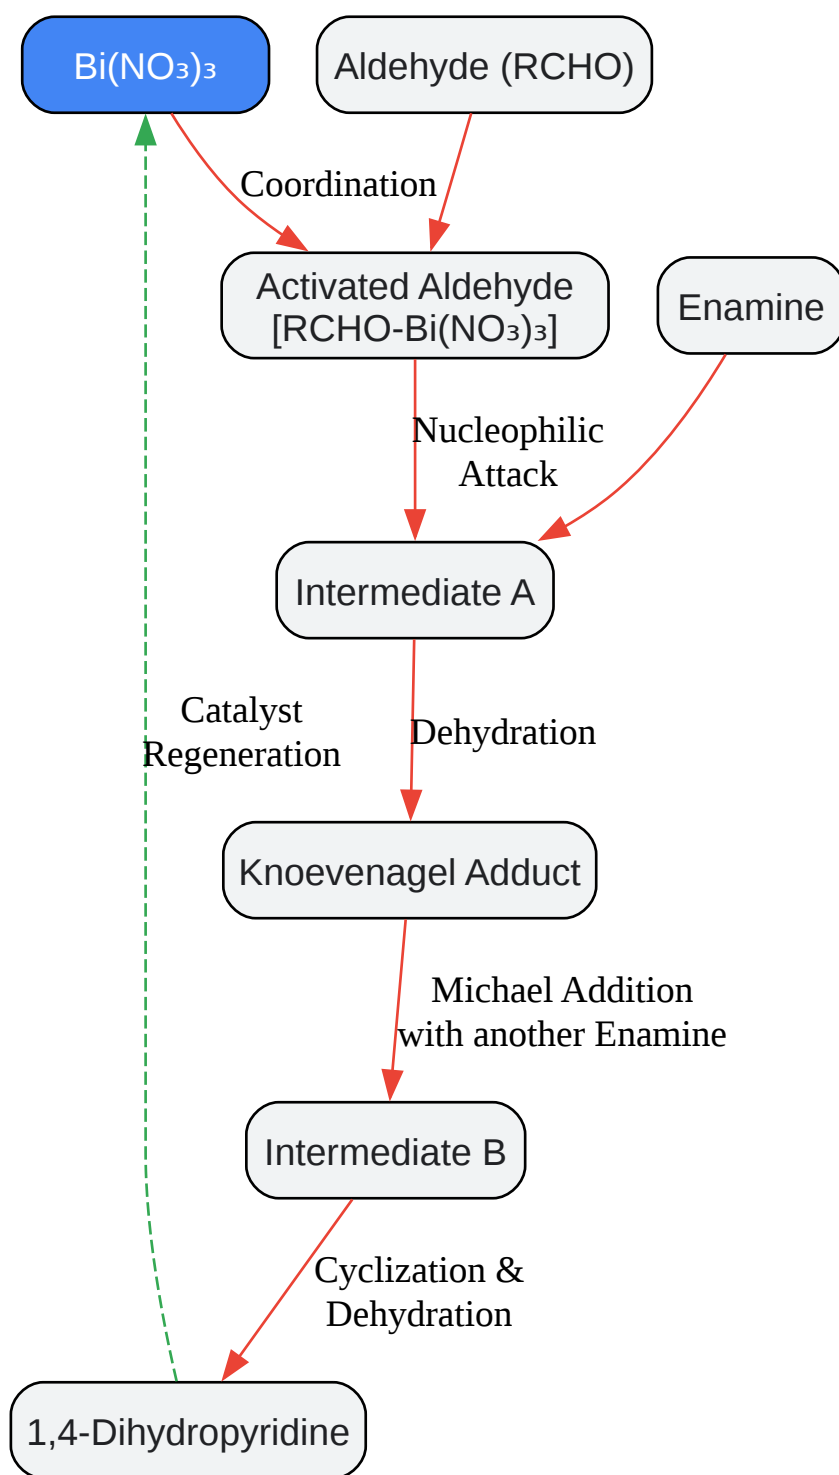 Bi(NO₃)₃
Aldehyde (RCHO)
Coordination
Activated Aldehyde
[RCHO-Bi(NO₃)₃]
Enamine
Nucleophilic
Attack
Intermediate A
Catalyst
Regeneration
Dehydration
Knoevenagel Adduct
Michael Addition
with another Enamine
Intermediate B
Cyclization &
Dehydration
1,4-Dihydropyridine